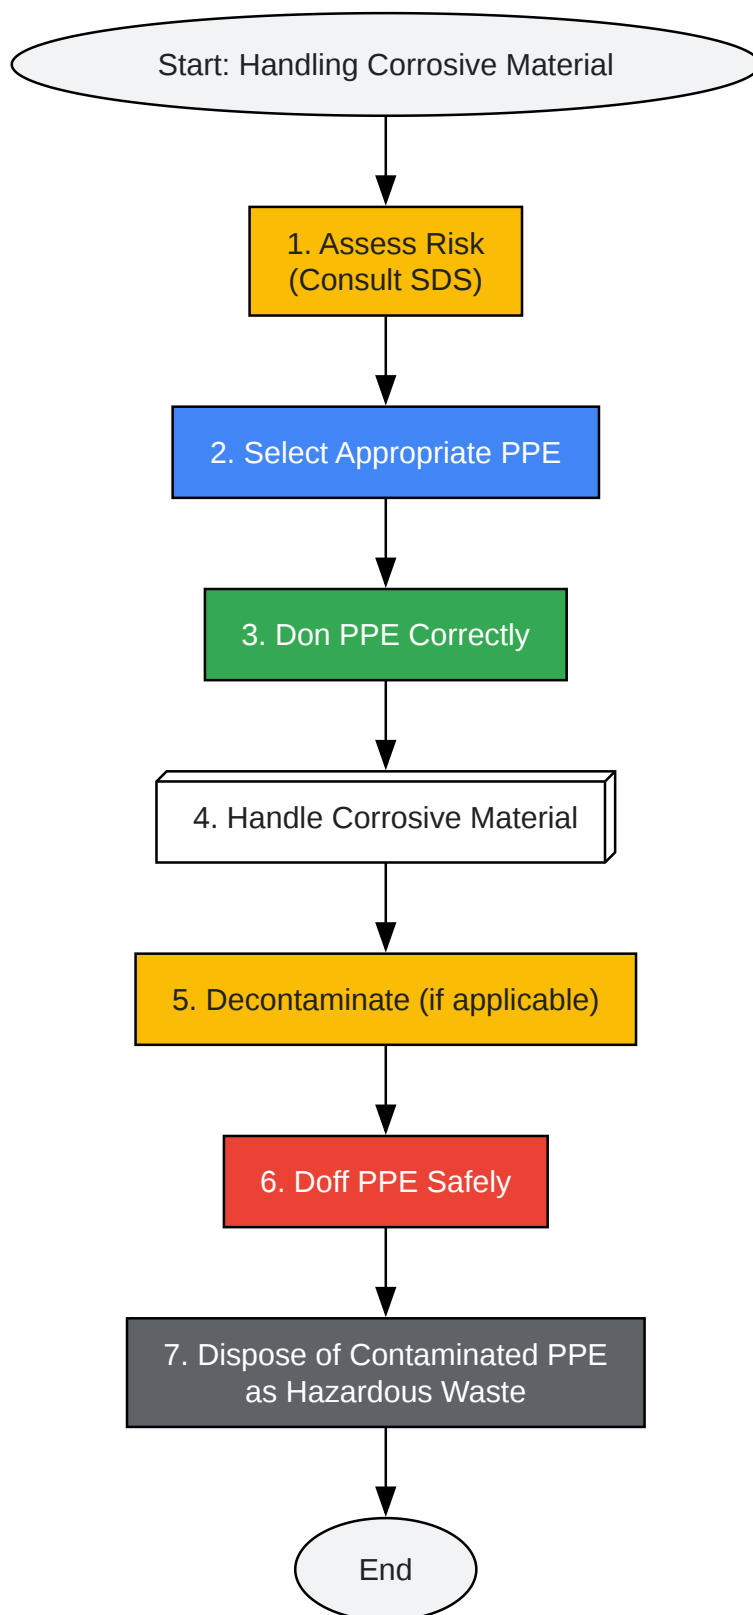 Start: Handling Corrosive Material
1. Assess Risk
(Consult SDS)
2. Select Appropriate PPE
3. Don PPE Correctly
4. Handle Corrosive Material
5. Decontaminate (if applicable)
6. Doff PPE Safely
7. Dispose of Contaminated PPE
as Hazardous Waste
End